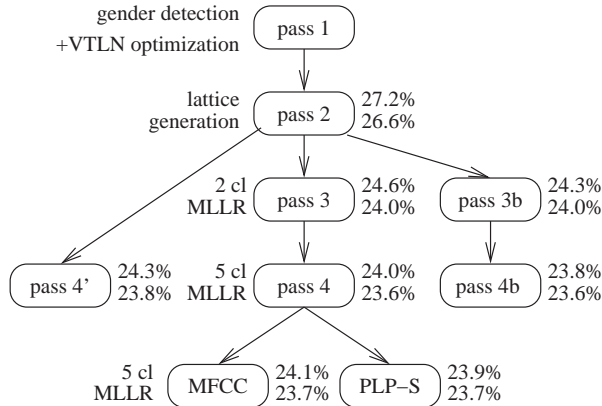 gender detection
+VTLN optimization
pass 1
lattice
generation
pass 2
27.2%
26.6%
2 cl
MLLR
pass 3
24.6%
24.0%
pass 3b
24.3%
24.0%
pass 4'
24.3%
23.8%
5 cl
MLLR
pass 4
24.0%
23.6%
pass 4b
23.8%
23.6%
5 cl
MLLR
MFCC
24.1%
23.7%
PLP–S
23.9%
23.7%